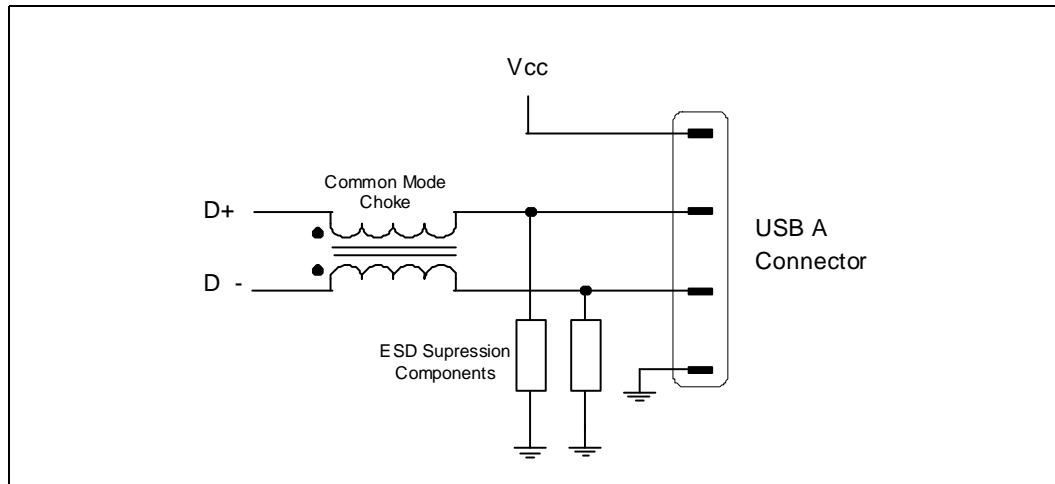 Vcc
Common Mode
Choke
D+
D -
USB A
Connector
ESD Supression
Components